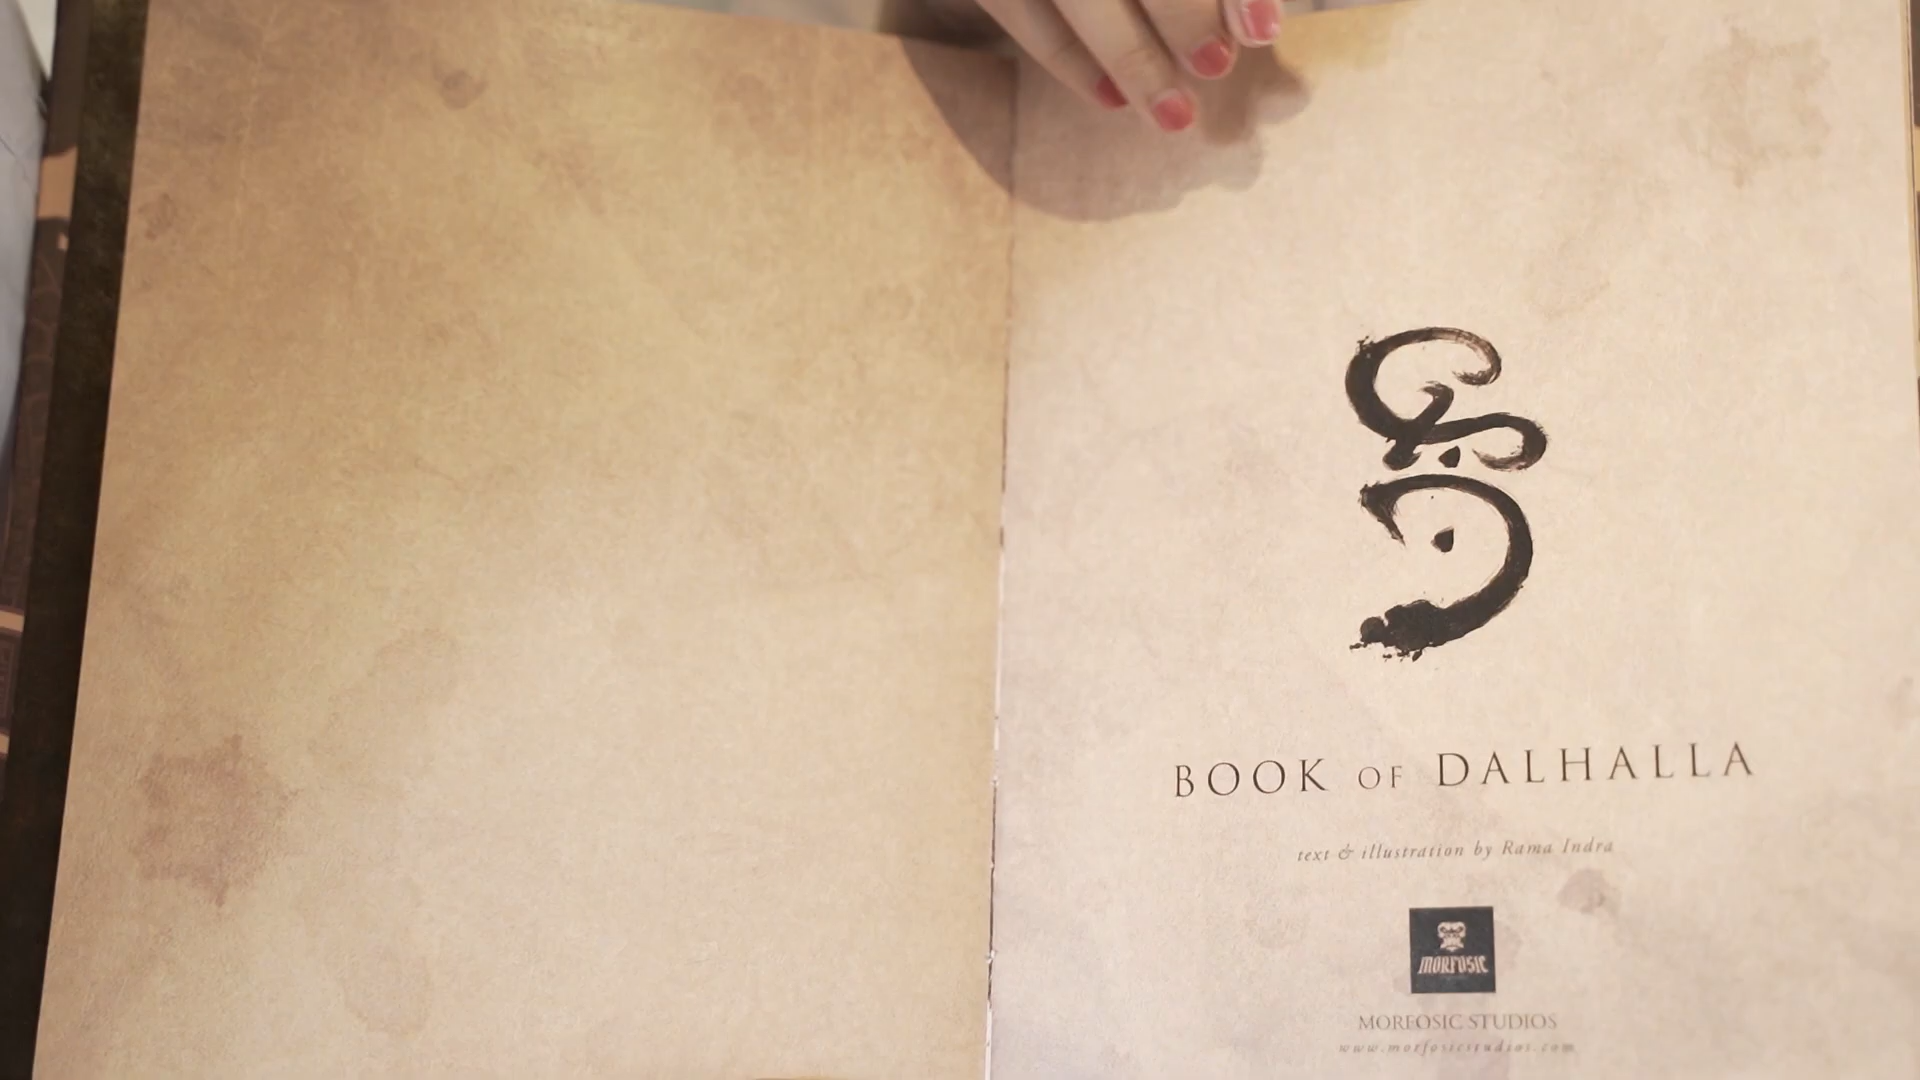 BOOK OF DALHALLA
text & illustration by Rama Indra
MORFOSIC
MORFOSIC STUDIOS
www.morfosicstudios.com